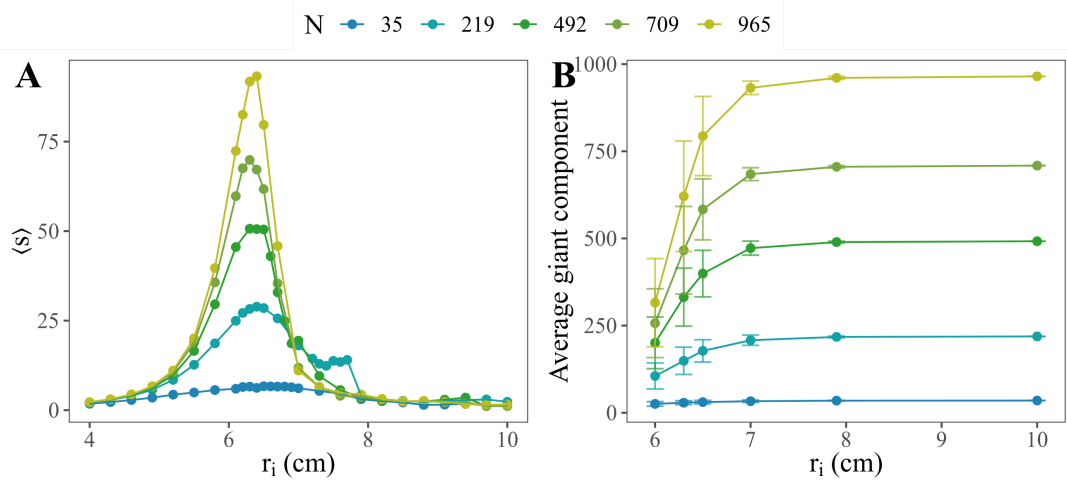 N 35 219 492 709 965
A
⟨s⟩
75
50
25
0
4 6 8 10
rᵢ (cm)
B
Average giant component
1000
750
500
250
0
6 7 8 9 10
rᵢ (cm)